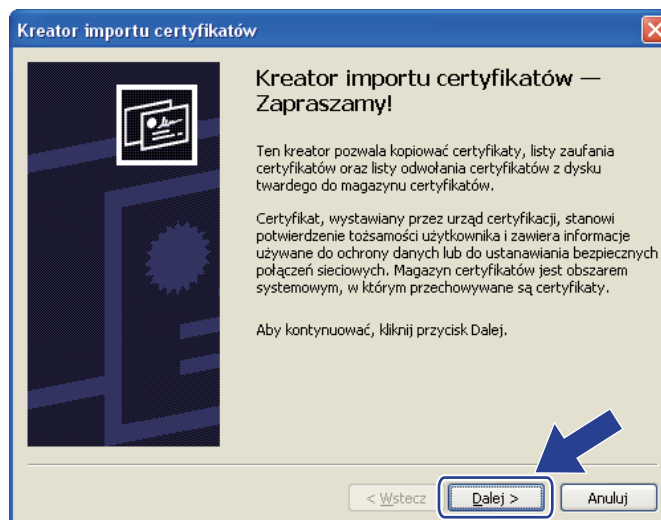 Kreator importu certyfikatów
Kreator importu certyfikatów —
Zapraszamy!
Ten kreator pozwala kopiować certyfikaty, listy zaufania
certyfikatów oraz listy odwołania certyfikatów z dysku
twardego do magazynu certyfikatów.
Certyfikat, wystawiany przez urząd certyfikacji, stanowi
potwierdzenie tożsamości użytkownika i zawiera informacje
używane do ochrony danych lub do ustanawiania bezpiecznych
połączeń sieciowych. Magazyn certyfikatów jest obszarem
systemowym, w którym przechowywane są certyfikaty.
Aby kontynuować, kliknij przycisk Dalej.
< Wstecz Dalej > Anuluj